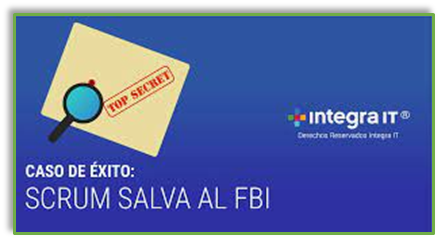 TOP SECRET
integra IT ®
Derechos Reservados Integra IT
CASO DE ÉXITO:
SCRUM SALVA AL FBI